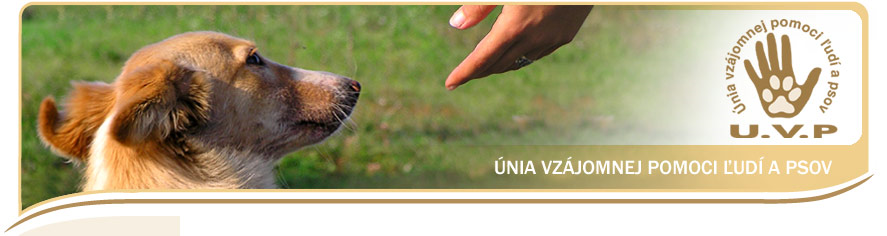 Únia vzájomnej pomoci ľudí a psov
U.V.P
ÚNIA VZÁJOMNEJ POMOCI ĽUDÍ A PSOV